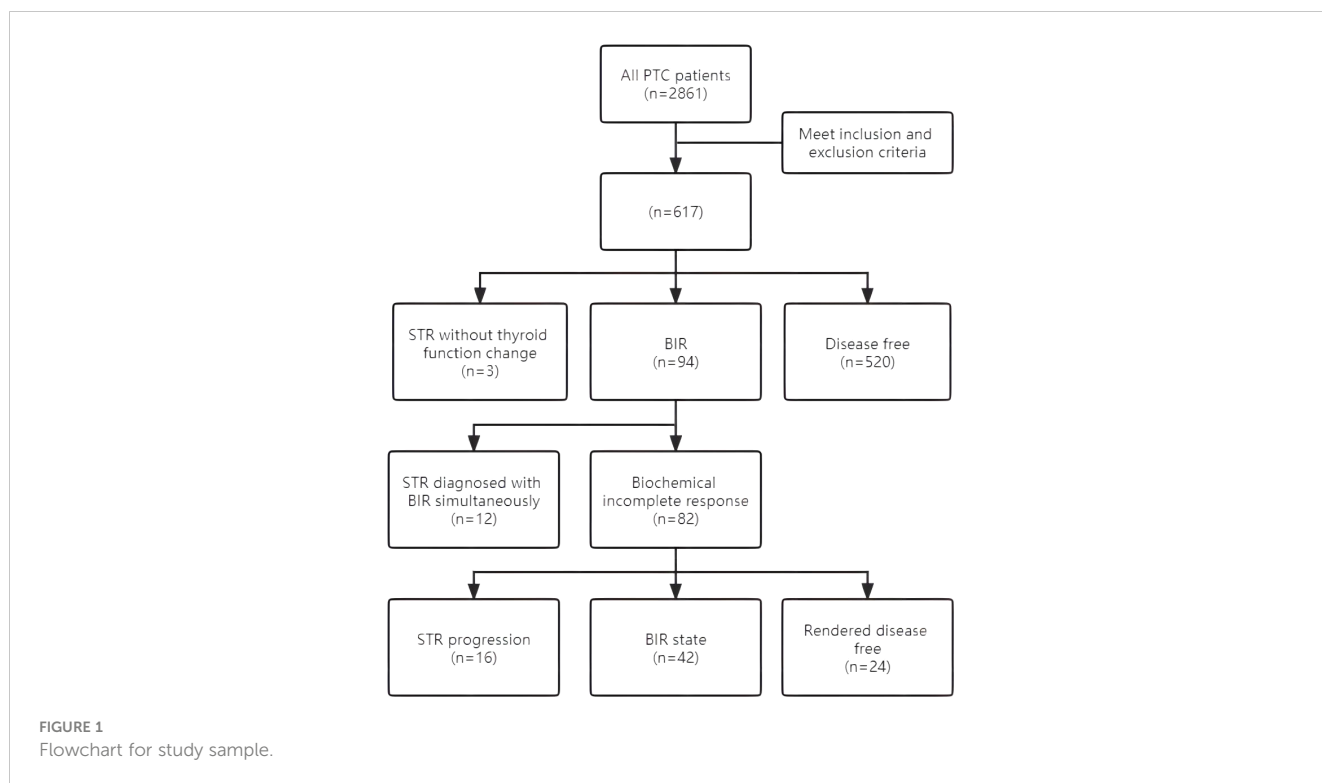 All PTC patients
(n=2861)
Meet inclusion and
exclusion criteria
(n=617)
STR without thyroid
function change
(n=3)
BIR
(n=94)
Disease free
(n=520)
STR diagnosed with
BIR simultaneously
(n=12)
Biochemical
incomplete response
(n=82)
STR progression
(n=16)
BIR state
(n=42)
Rendered disease
free
(n=24)
FIGURE 1
Flowchart for study sample.